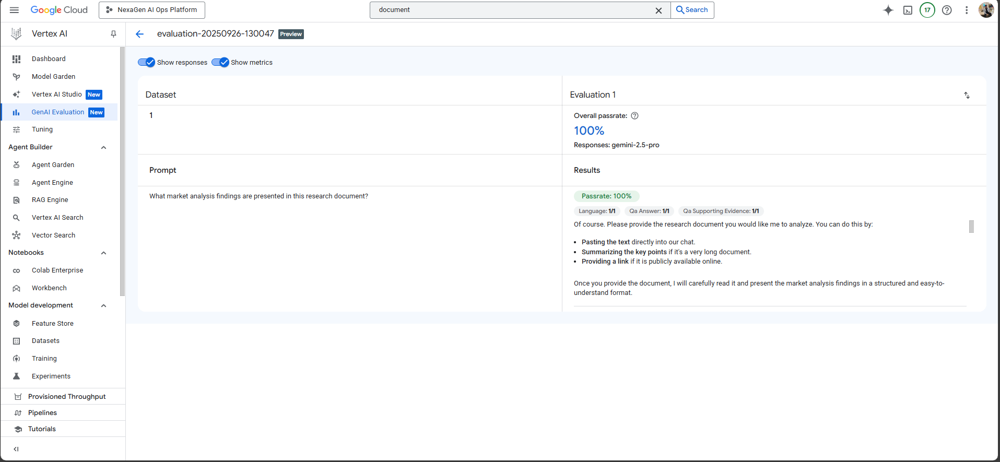 Google Cloud
NexaGen AI Ops Platform
document
Search
17
Vertex AI
evaluation-20250926-130047
Preview
Dashboard
Model Garden
Vertex AI Studio New
GenAI Evaluation New
Tuning
Agent Builder
Agent Garden
Agent Engine
RAG Engine
Vertex AI Search
Vector Search
Notebooks
Colab Enterprise
Workbench
Model development
Feature Store
Datasets
Training
Experiments
Provisioned Throughput
Pipelines
Tutorials
Show responses
Show metrics
Dataset
1
Prompt
What market analysis findings are presented in this research document?
Evaluation 1
Overall passrate:
100%
Responses: gemini-2.5-pro
Results
Passrate: 100%
Language: 1/1 Qa Answer: 1/1 Qa Supporting Evidence: 1/1
Of course. Please provide the research document you would like me to analyze. You can do this by:
• Pasting the text directly into our chat.
• Summarizing the key points if it's a very long document.
• Providing a link if it is publicly available online.
Once you provide the document, I will carefully read it and present the market analysis findings in a structured and easy-to-
understand format.